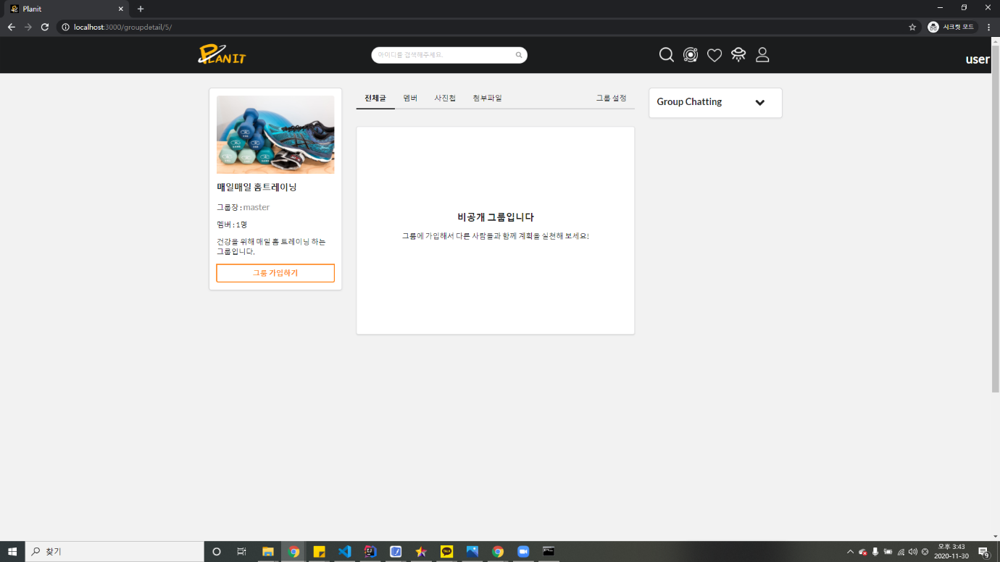 Planit
localhost:3000/groupdetail/5/
시크릿 모드
PLANIT
아이디를 검색해주세요.
user
매일매일 홈트레이닝
그룹장 : master
멤버 : 1명
건강을 위해 매일 홈 트레이닝 하는
그룹입니다.
그룹 가입하기
전체글 멤버 사진첩 첨부파일 그룹 설정
비공개 그룹입니다
그룹에 가입해서 다른 사람들과 함께 계획을 실천해 보세요!
Group Chatting
찾기
TALK
오후 3:43
2020-11-30
9